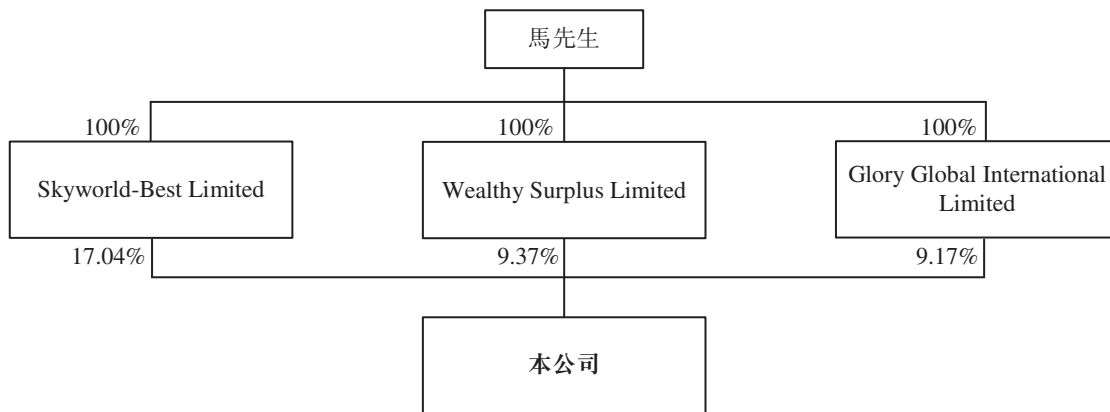 馬先生
100%
100%
100%
Skyworld-Best Limited
Wealthy Surplus Limited
Glory Global International
Limited
17.04%
9.37%
9.17%
本公司